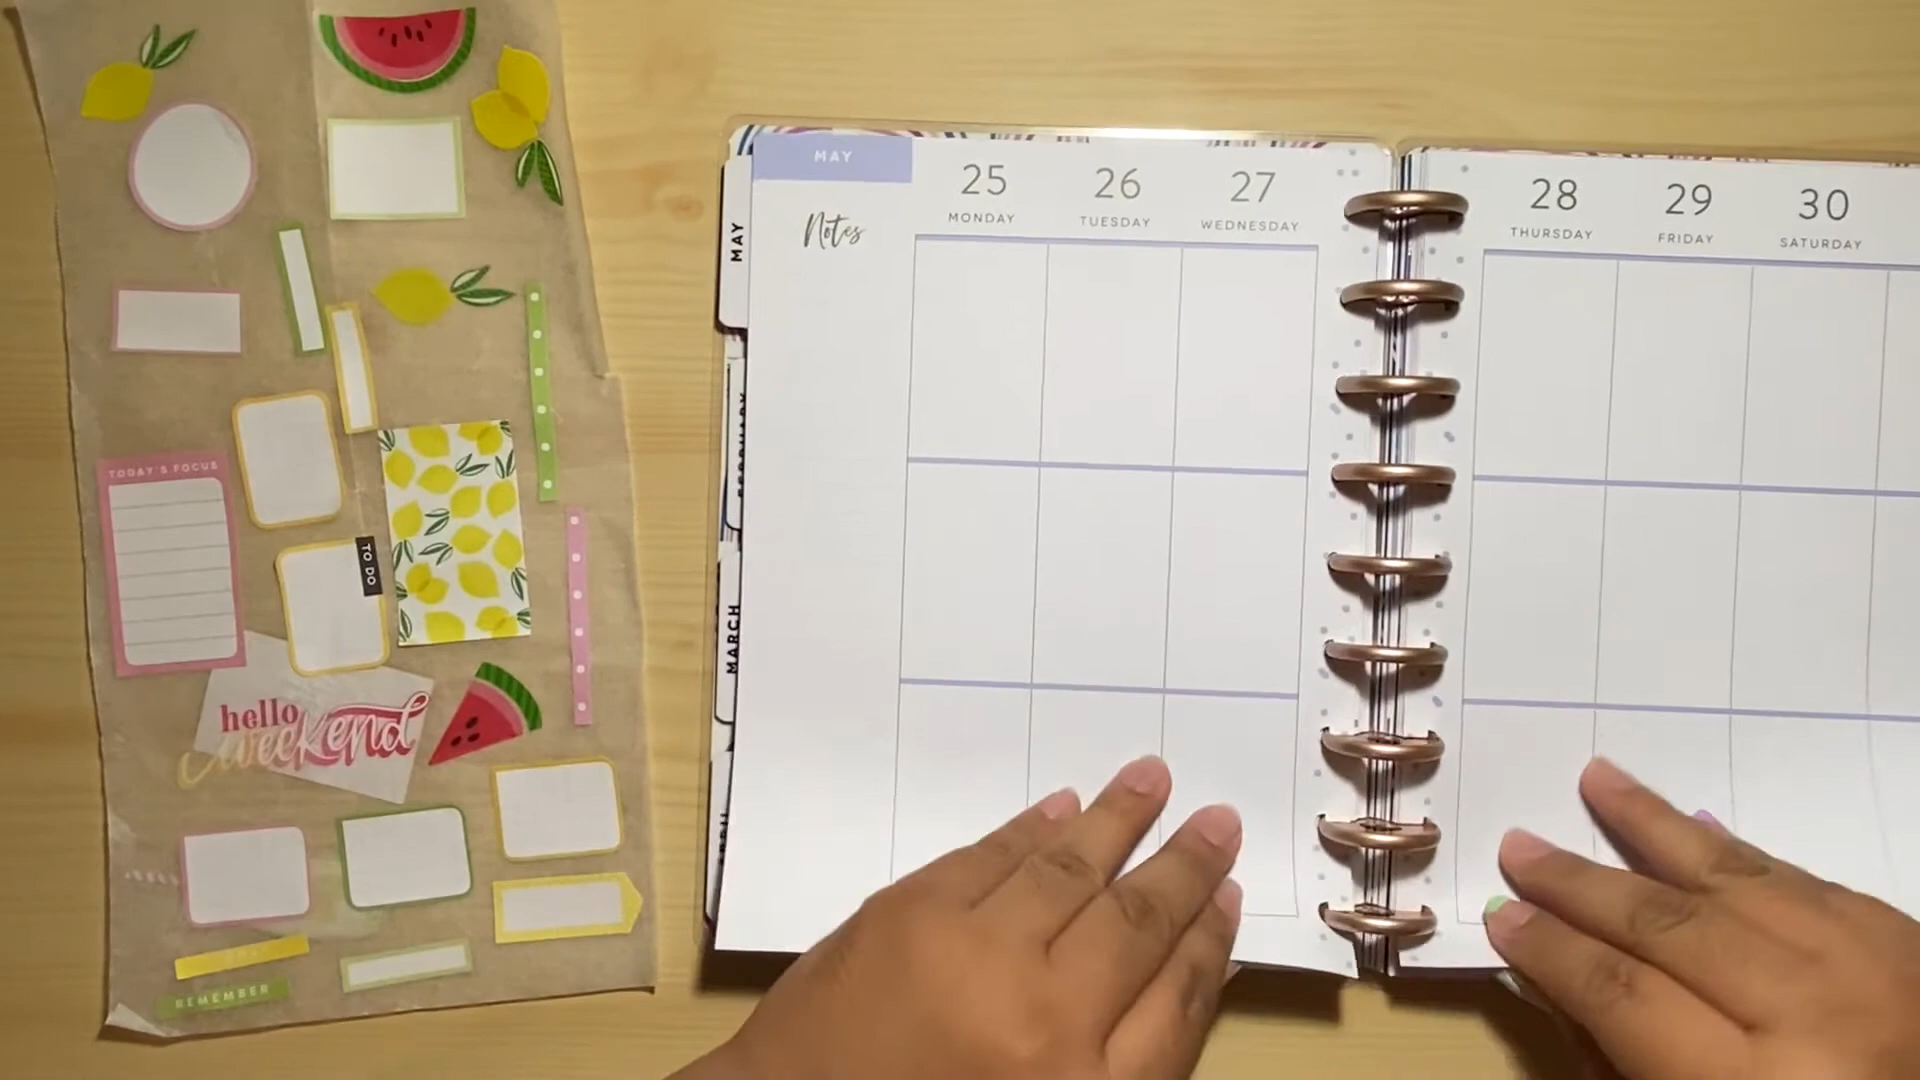 TODAY'S FOCUS
TO DO
hello
weekend
REMEMBER
MAY
Notes
25
MONDAY
26
TUESDAY
27
WEDNESDAY
28
THURSDAY
29
FRIDAY
30
SATURDAY
MAY
MARCH